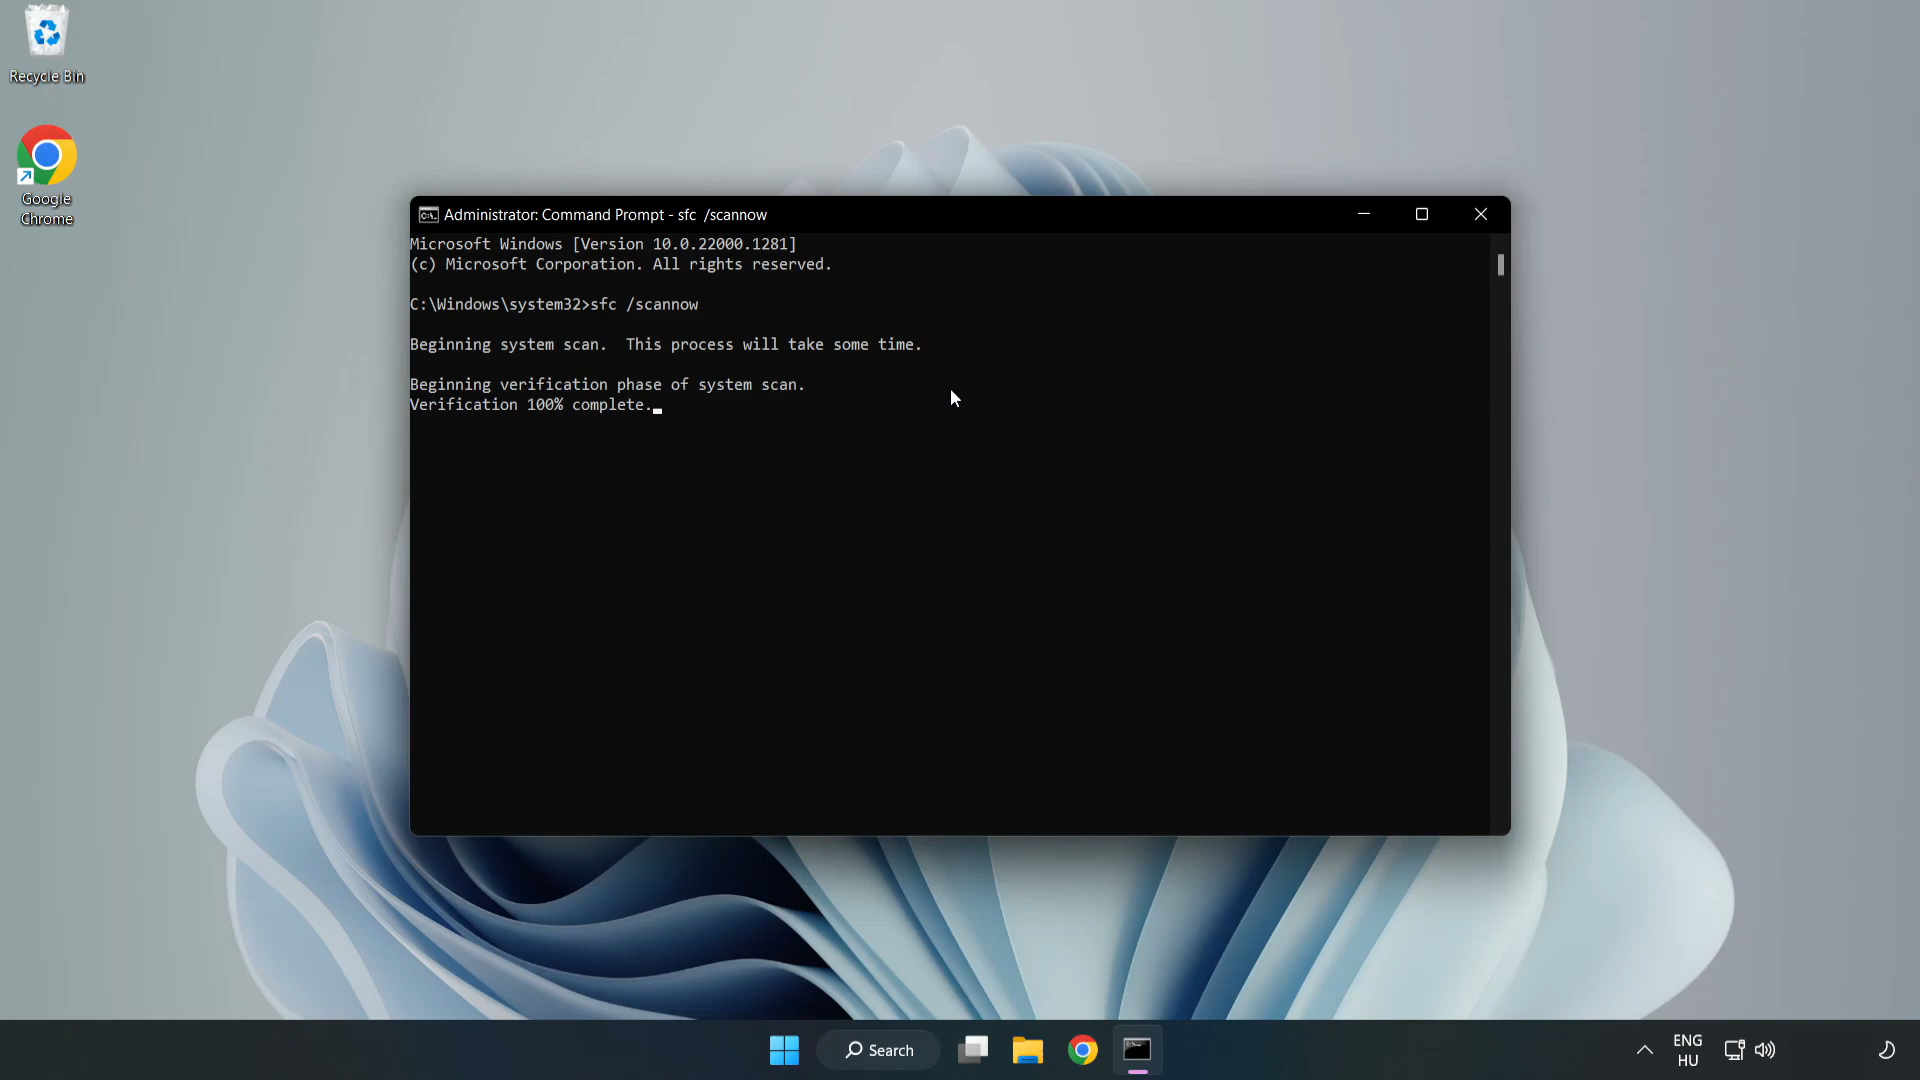 Recycle Bin
Google
Chrome
Administrator: Command Prompt - sfc  /scannow
Microsoft Windows [Version 10.0.22000.1281]
(c) Microsoft Corporation. All rights reserved.
C:\Windows\system32>sfc /scannow
Beginning system scan.  This process will take some time.
Beginning verification phase of system scan.
Verification 100% complete.
Search
ENG
HU